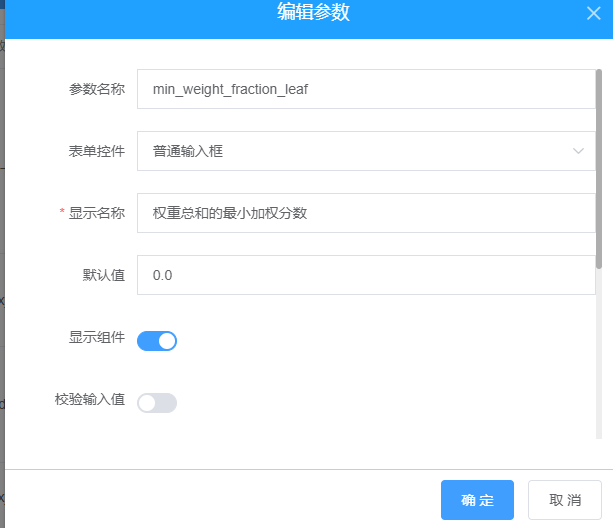 编辑参数
参数名称 min_weight_fraction_leaf
表单控件 普通输入框
* 显示名称 权重总和的最小加权分数
默认值 0.0
显示组件
校验输入值
确 定 取 消